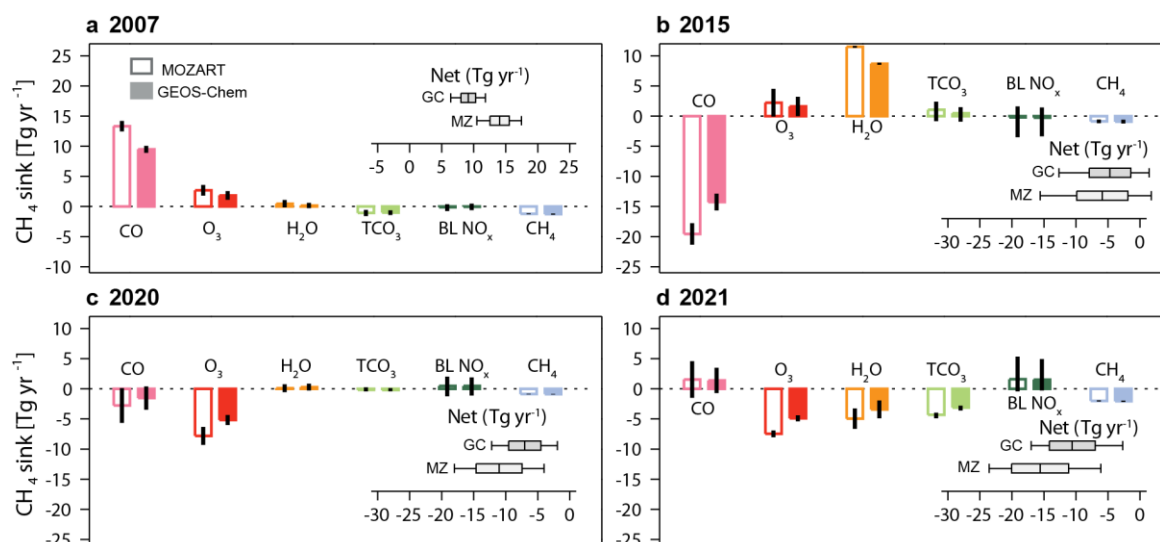 a 2007
CH₄ sink [Tg yr⁻¹]
25
20
15
10
5
0
-5
-10
MOZART
GEOS-Chem
Net (Tg yr⁻¹)
GC
MZ
-5 0 5 10 15 20 25
CO O₃ H₂O TCO₃ BL NOₓ CH₄
b 2015
10
5
0
-5
-10
-15
-20
-25
CO O₃ H₂O TCO₃ BL NOₓ CH₄
Net (Tg yr⁻¹)
GC
MZ
-30 -25 -20 -15 -10 -5 0
c 2020
CH₄ sink [Tg yr⁻¹]
10
5
0
-5
-10
-15
-20
-25
CO O₃ H₂O TCO₃ BL NOₓ CH₄
Net (Tg yr⁻¹)
GC
MZ
-30 -25 -20 -15 -10 -5 0
d 2021
10
5
0
-5
-10
-15
-20
-25
CO O₃ H₂O TCO₃ BL NOₓ CH₄
Net (Tg yr⁻¹)
GC
MZ
-30 -25 -20 -15 -10 -5 0